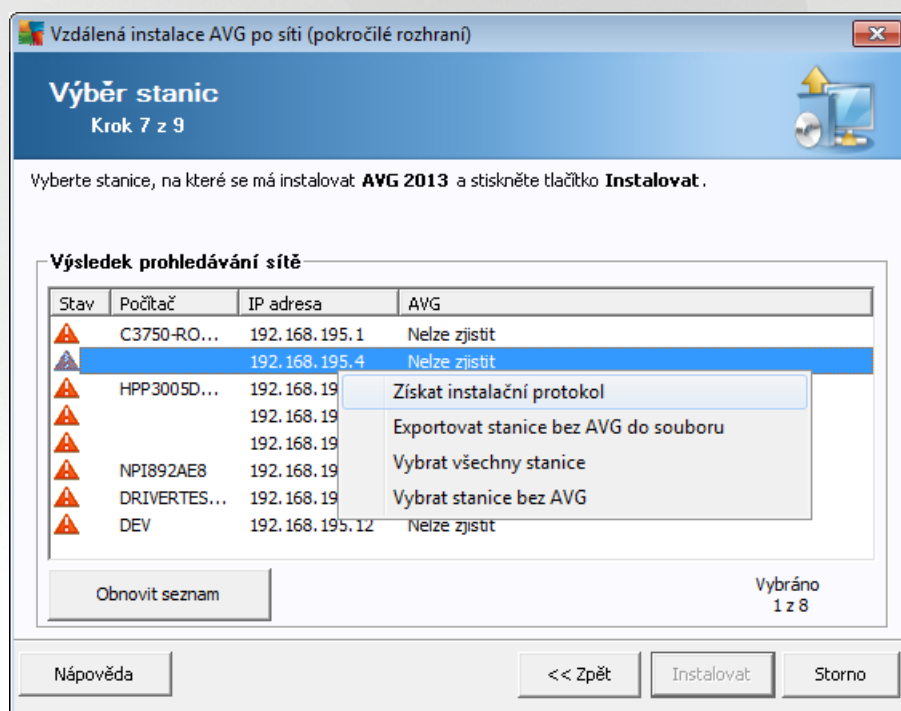 Vzdálená instalace AVG po síti (pokročilé rozhraní)
Výběr stanic
Krok 7 z 9
Vyberte stanice, na které se má instalovat AVG 2013 a stiskněte tlačítko Instalovat.
Výsledek prohledávání sítě
Stav Počítač IP adresa AVG
C3750-RO... 192.168.195.1 Nelze zjistit
192.168.195.4 Nelze zjistit
HPP3005D... 192.168.19
192.168.19
192.168.19
NPI892AE8 192.168.19
DRIVERTES... 192.168.19
DEV 192.168.195.12 Nelze zjistit
Získat instalační protokol
Exportovat stanice bez AVG do souboru
Vybrat všechny stanice
Vybrat stanice bez AVG
Obnovit seznam
Vybráno
1 z 8
Nápověda
<< Zpět
Instalovat
Storno